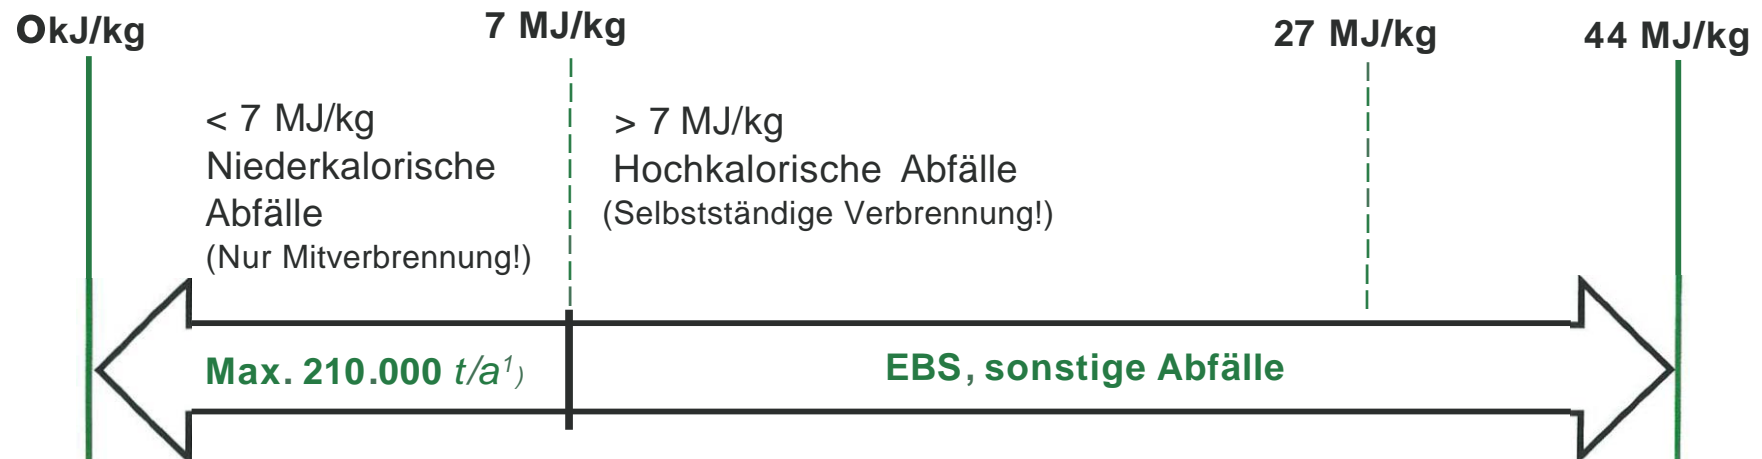 0kJ/kg
7 MJ/kg
27 MJ/kg
44 MJ/kg
< 7 MJ/kg
Niederkalorische
Abfälle
(Nur Mitverbrennung!)
> 7 MJ/kg
Hochkalorische Abfälle
(Selbstständige Verbrennung!)
Max. 210.000 t/a¹)
EBS, sonstige Abfälle